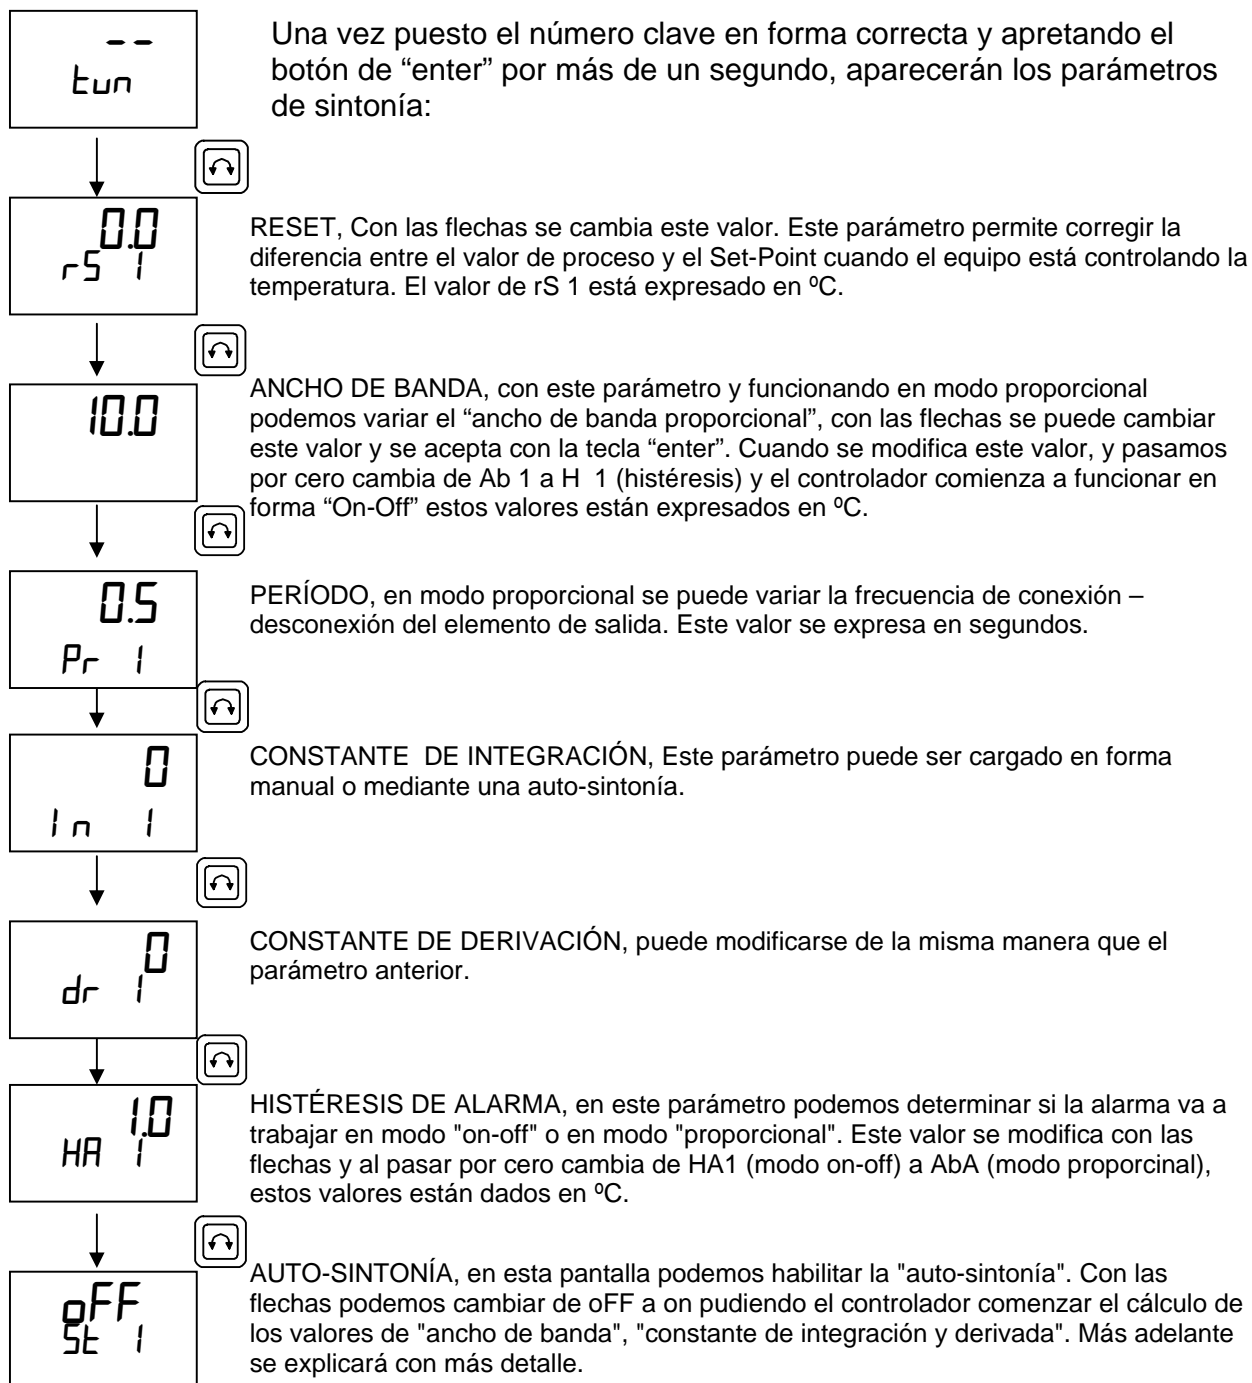 -- 
tun
Una vez puesto el número clave en forma correcta y apretando el
botón de “enter” por más de un segundo, aparecerán los parámetros
de sintonía:
0.0
rS 1
RESET, Con las flechas se cambia este valor. Este parámetro permite corregir la
diferencia entre el valor de proceso y el Set-Point cuando el equipo está controlando la
temperatura. El valor de rS 1 está expresado en ºC.
10.0
ANCHO DE BANDA, con este parámetro y funcionando en modo proporcional
podemos variar el “ancho de banda proporcional”, con las flechas se puede cambiar
este valor y se acepta con la tecla “enter”. Cuando se modifica este valor, y pasamos
por cero cambia de Ab 1 a H  1 (histéresis) y el controlador comienza a funcionar en
forma “On-Off” estos valores están expresados en ºC.
0.5
Pr 1
PERÍODO, en modo proporcional se puede variar la frecuencia de conexión –
desconexión del elemento de salida. Este valor se expresa en segundos.
0
In 1
CONSTANTE  DE INTEGRACIÓN, Este parámetro puede ser cargado en forma
manual o mediante una auto-sintonía.
0
dr 1
CONSTANTE DE DERIVACIÓN, puede modificarse de la misma manera que el
parámetro anterior.
1.0
HA 1
HISTÉRESIS DE ALARMA, en este parámetro podemos determinar si la alarma va a
trabajar en modo "on-off" o en modo "proporcional". Este valor se modifica con las
flechas y al pasar por cero cambia de HA1 (modo on-off) a AbA (modo proporcinal),
estos valores están dados en ºC.
oFF
St 1
AUTO-SINTONÍA, en esta pantalla podemos habilitar la "auto-sintonía". Con las
flechas podemos cambiar de oFF a on pudiendo el controlador comenzar el cálculo de
los valores de "ancho de banda", "constante de integración y derivada". Más adelante
se explicará con más detalle.